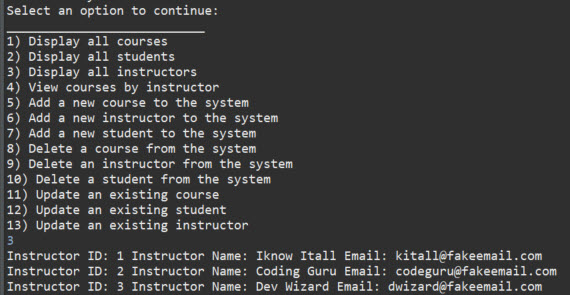 Select an option to continue:
___________________________
1) Display all courses
2) Display all students
3) Display all instructors
4) View courses by instructor
5) Add a new course to the system
6) Add a new instructor to the system
7) Add a new student to the system
8) Delete a course from the system
9) Delete an instructor from the system
10) Delete a student from the system
11) Update an existing course
12) Update an existing student
13) Update an existing instructor
3
Instructor ID: 1 Instructor Name: Iknow Itall Email: kitall@fakeemail.com
Instructor ID: 2 Instructor Name: Coding Guru Email: codeguru@fakeemail.com
Instructor ID: 3 Instructor Name: Dev Wizard Email: dwizard@fakeemail.com